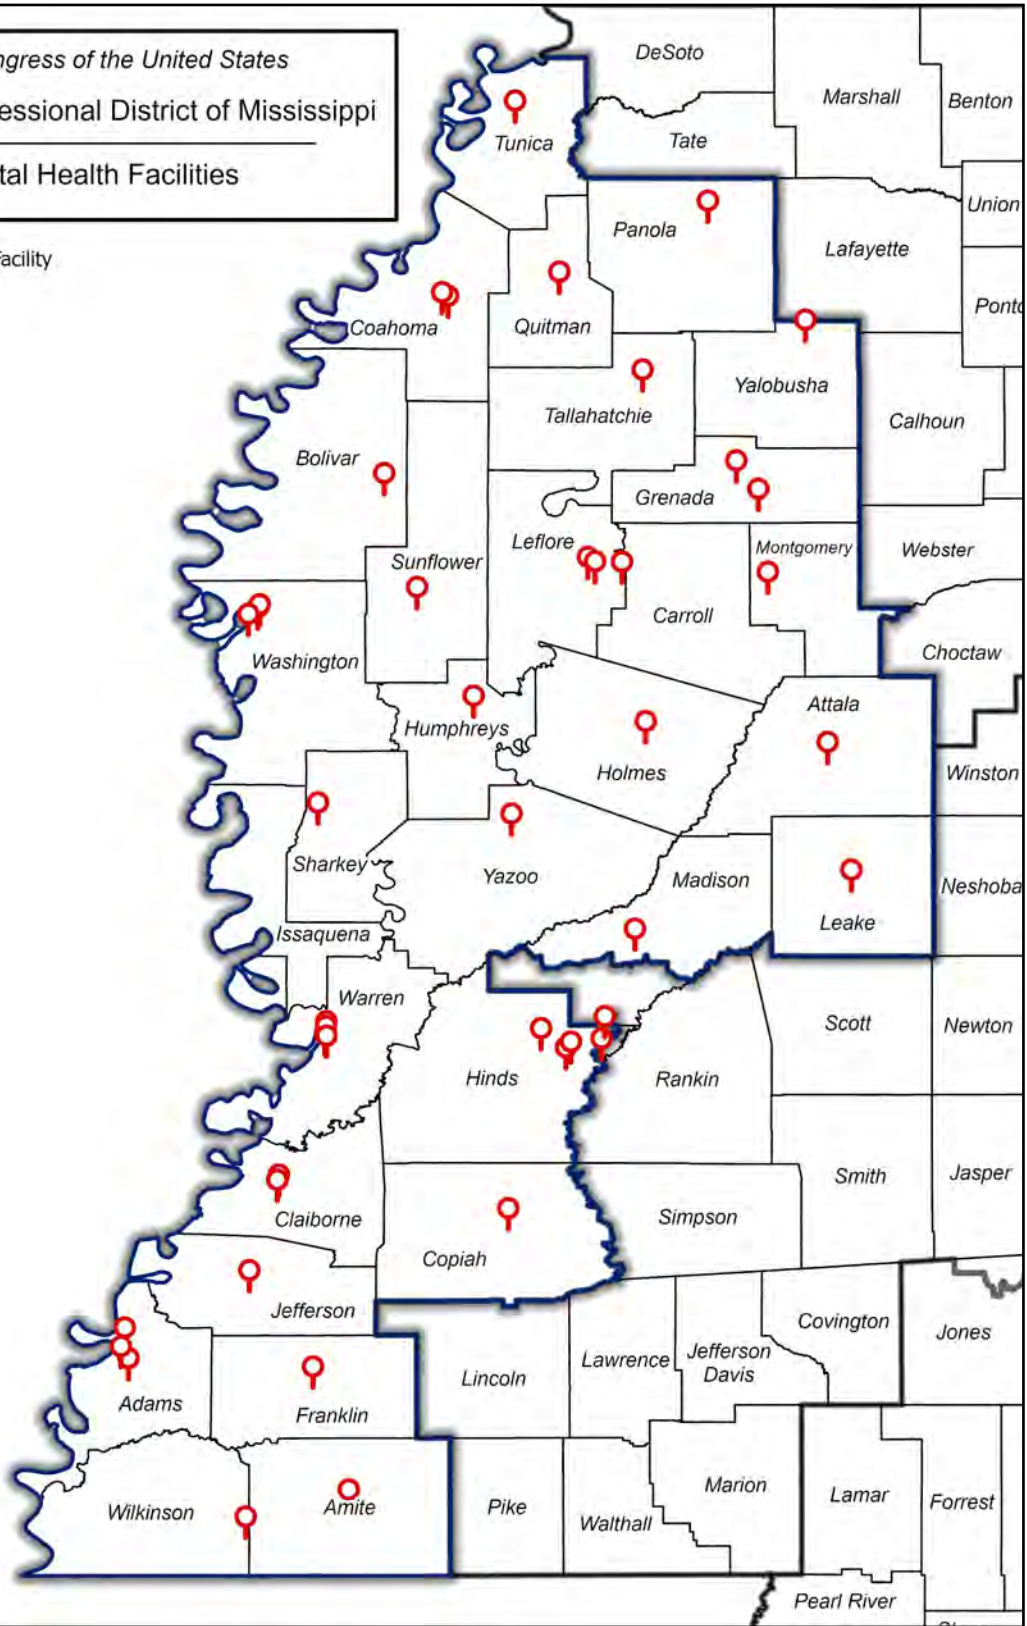 ngress of the United States
essional District of Mississippi
tal Health Facilities
acility
DeSoto
Marshall
Benton
Tunica
Tate
Union
Panola
Lafayette
Ponto
Coahoma
Quitman
Yalobusha
Tallahatchie
Calhoun
Bolivar
Grenada
Leflore
Montgomery
Webster
Sunflower
Carroll
Washington
Choctaw
Attala
Humphreys
Holmes
Winston
Sharkey
Yazoo
Madison
Neshoba
Leake
Issaquena
Warren
Scott
Newton
Hinds
Rankin
Smith
Jasper
Claiborne
Simpson
Copiah
Jefferson
Covington
Jones
Lawrence
Jefferson
Davis
Lincoln
Adams
Franklin
Marion
Lamar
Forrest
Wilkinson
Amite
Pike
Walthall
Pearl River